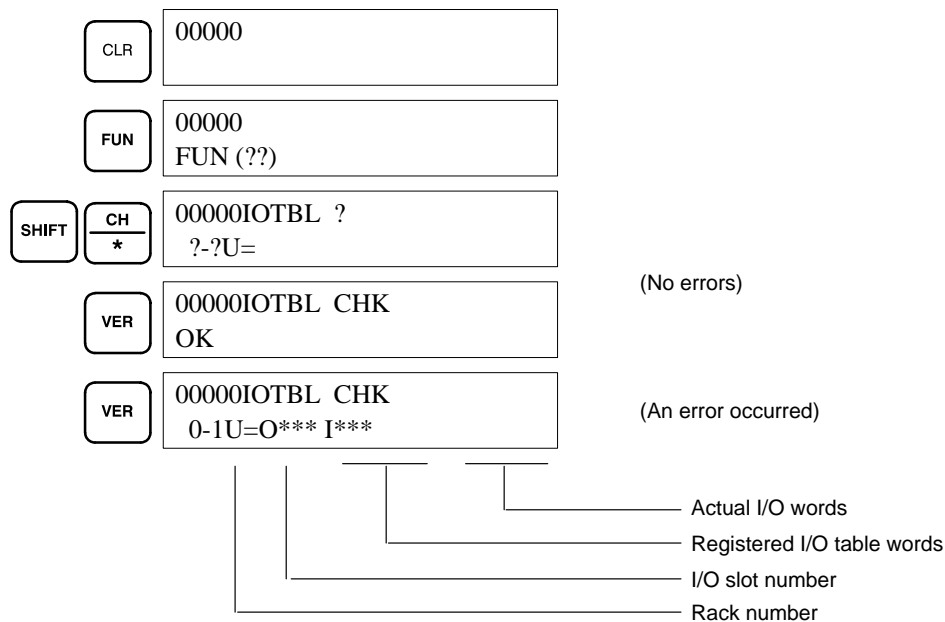 CLR
00000
FUN
00000
FUN (??)
SHIFT
CH
*
00000IOTBL ?
?-?U=
(No errors)
VER
00000IOTBL CHK
OK
VER
00000IOTBL CHK
0-1U=O*** I***
(An error occurred)
Actual I/O words
Registered I/O table words
I/O slot number
Rack number